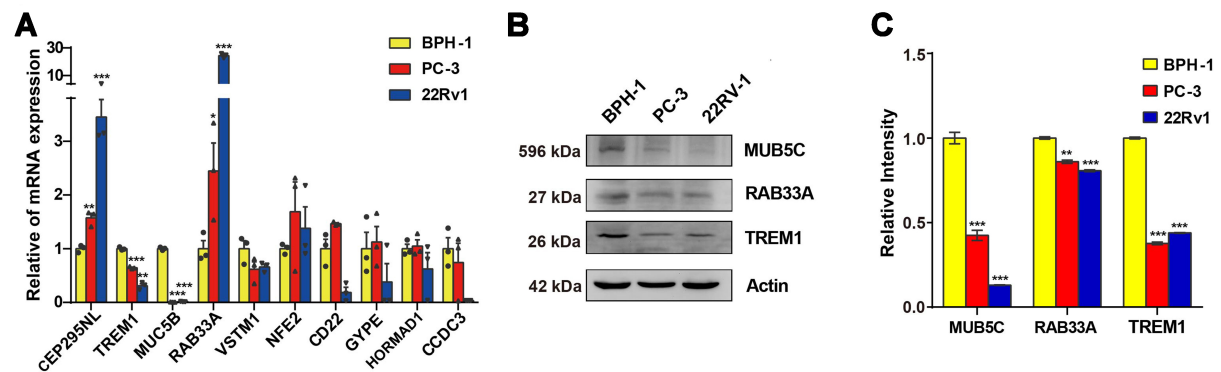 A
Relative of mRNA expression
30
10
3
2
1
0
***
**
***
**
***
***
*
***
BPH-1
PC-3
22Rv1
CEP295NL
TREM1
MUC5B
RAB33A
VSTM1
NFE2
CD22
GYPE
HORMAD1
CCDC3
B
BPH-1
PC-3
22RV-1
596 kDa
MUB5C
27 kDa
RAB33A
26 kDa
TREM1
42 kDa
Actin
C
Relative Intensity
1.5
1.0
0.5
0.0
BPH-1
PC-3
22Rv1
***
***
**
***
***
***
MUB5C
RAB33A
TREM1